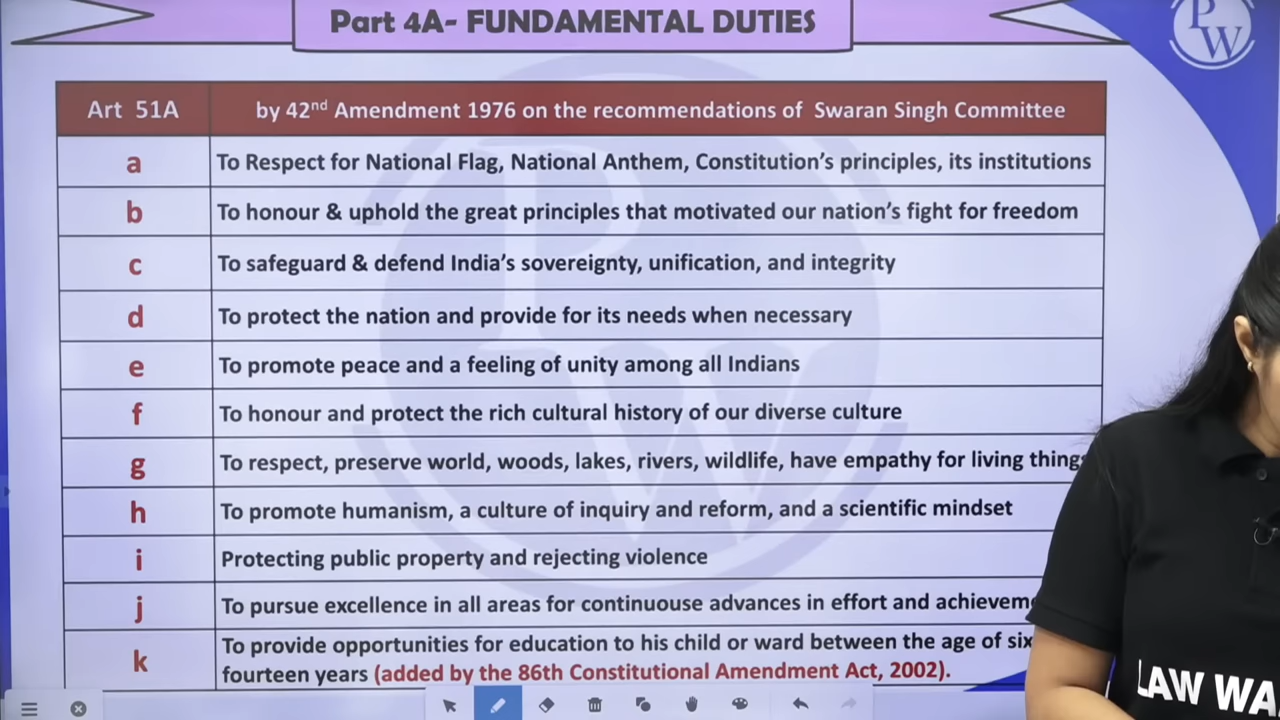 Part 4A- FUNDAMENTAL DUTIES
PW
Art 51A by 42nd Amendment 1976 on the recommendations of Swaran Singh Committee
a To Respect for National Flag, National Anthem, Constitution's principles, its institutions
b To honour & uphold the great principles that motivated our nation's fight for freedom
c To safeguard & defend India's sovereignty, unification, and integrity
d To protect the nation and provide for its needs when necessary
e To promote peace and a feeling of unity among all Indians
f To honour and protect the rich cultural history of our diverse culture
g To respect, preserve world, woods, lakes, rivers, wildlife, have empathy for living things
h To promote humanism, a culture of inquiry and reform, and a scientific mindset
i Protecting public property and rejecting violence
j To pursue excellence in all areas for continuouse advances in effort and
k To provide opportunities for education to his child or ward between the age of six
fourteen years (added by the 86th Constitutional Amendment Act, 2002).
LAW